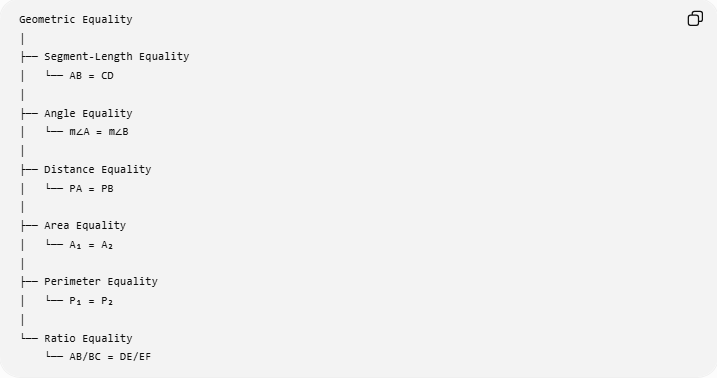 Geometric Equality
│
├── Segment-Length Equality
│   └── AB = CD
│
├── Angle Equality
│   └── m∠A = m∠B
│
├── Distance Equality
│   └── PA = PB
│
├── Area Equality
│   └── A₁ = A₂
│
├── Perimeter Equality
│   └── P₁ = P₂
│
└── Ratio Equality
    └── AB/BC = DE/EF